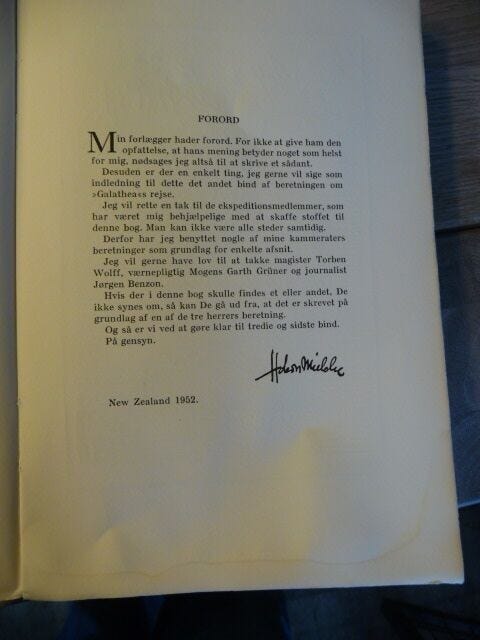 FORORD
Min forlægger hader forord. For ikke at give ham den
opfattelse, at hans mening betyder noget som helst
for mig, nødsages jeg altså til at skrive et sådant.
Desuden er der en enkelt ting, jeg gerne vil sige som
indledning til dette det andet bind af beretningen om
»Galathea«s rejse.
Jeg vil rette en tak til de ekspeditionsmedlemmer, som
har været mig behjælpelige med at skaffe stoffet til
denne bog. Man kan ikke være alle steder samtidig.
Derfor har jeg benyttet nogle af mine kammeraters
beretninger som grundlag for enkelte afsnit.
Jeg vil gerne have lov til at takke magister Torben
Wolff, værnepligtig Mogens Garth Grüner og journalist
Jørgen Benzon.
Hvis der i denne bog skulle findes et eller andet, De
ikke synes om, så kan De gå ud fra, at det er skrevet på
grundlag af en af de tre herrers beretning.
Og så er vi ved at gøre klar til tredie og sidste bind.
På gensyn.
Hakon Mielche
New Zealand 1952.